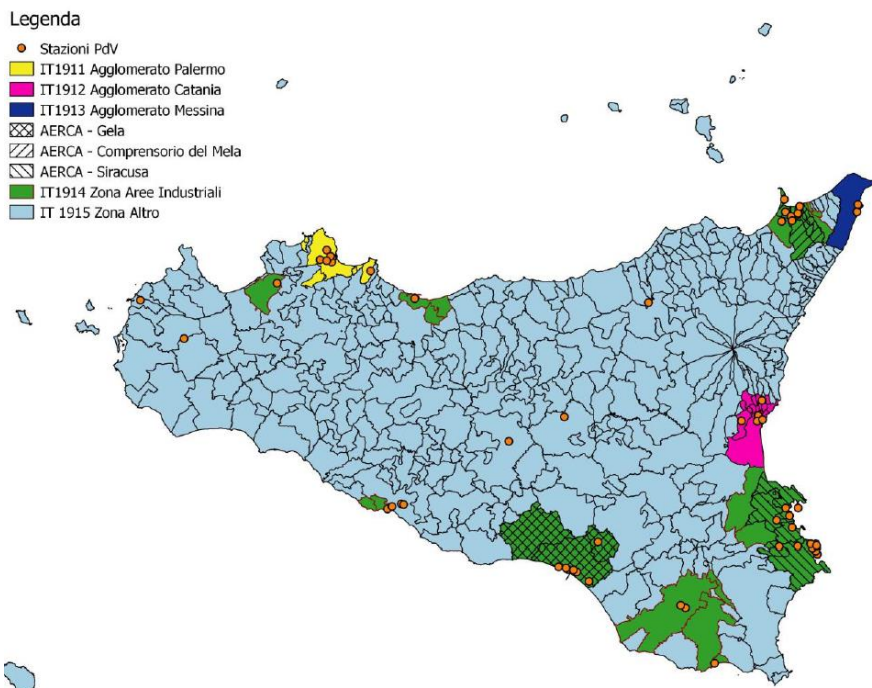 Legenda
Stazioni PdV
IT1911 Agglomerato Palermo
IT1912 Agglomerato Catania
IT1913 Agglomerato Messina
AERCA - Gela
AERCA - Comprensorio del Mela
AERCA - Siracusa
IT1914 Zona Aree Industriali
IT 1915 Zona Altro